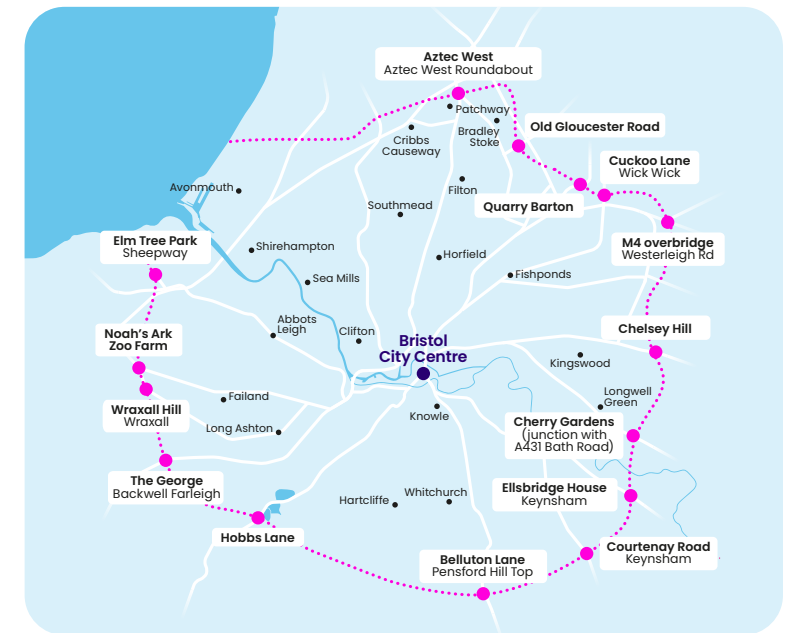 Aztec West
Aztec West Roundabout
Patchway
Bradley
Stoke
Old Gloucester Road
Cribbs
Causeway
Cuckoo Lane
Wick Wick
Avonmouth
Filton
Southmead
Quarry Barton
Elm Tree Park
Sheepway
Shirehampton
M4 overbridge
Westerleigh Rd
Horfield
Sea Mills
Fishponds
Abbots
Leigh
Clifton
Chelsey Hill
Noah's Ark
Zoo Farm
Bristol
City Centre
Kingswood
Failand
Longwell
Green
Wraxall Hill
Wraxall
Knowle
Long Ashton
Cherry Gardens
(junction with
A431 Bath Road)
The George
Backwell Farleigh
Hartcliffe
Whitchurch
Ellsbridge House
Keynsham
Hobbs Lane
Courtenay Road
Keynsham
Belluton Lane
Pensford Hill Top